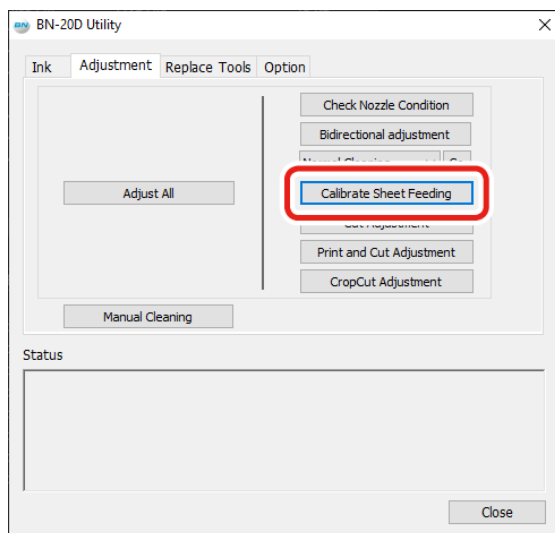 BN BN-20D Utility
Ink Adjustment Replace Tools Option
Check Nozzle Condition
Bidirectional adjustment
Adjust All
Calibrate Sheet Feeding
Print and Cut Adjustment
CropCut Adjustment
Manual Cleaning
Status
Close